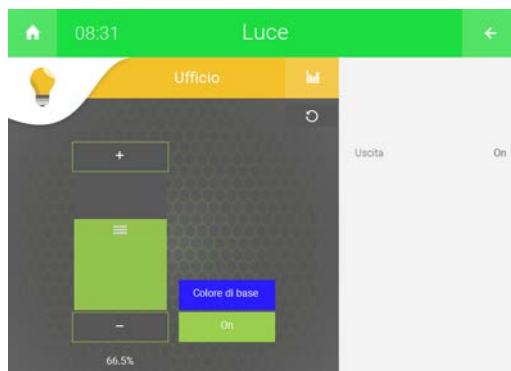 08:31
Luce
Ufficio
+
Uscita
On
Colore di base
−
On
66.5%